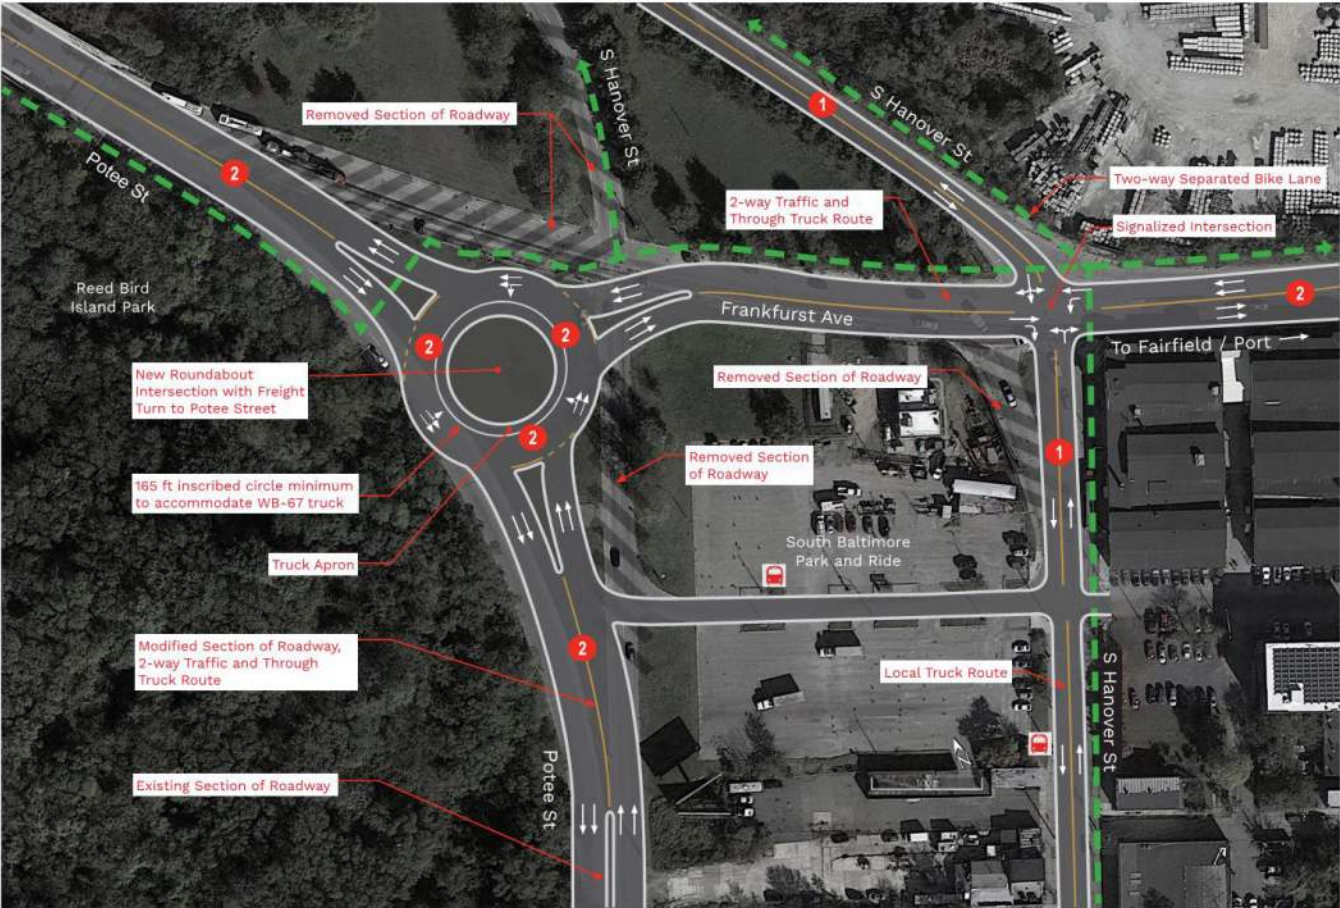 S Hanover St
Removed Section of Roadway
1
S Hanover St
2
Potee St
Two-way Separated Bike Lane
2-way Traffic and
Through Truck Route
Signalized Intersection
Reed Bird
Island Park
2
Frankfurst Ave
2
2
To Fairfield / Port
New Roundabout
Intersection with Freight
Turn to Potee Street
Removed Section of Roadway
2
1
Removed Section
of Roadway
165 ft inscribed circle minimum
to accommodate WB-67 truck
South Baltimore
Park and Ride
Truck Apron
Modified Section of Roadway,
2-way Traffic and Through
Truck Route
2
Local Truck Route
S Hanover St
Potee St
N
Existing Section of Roadway